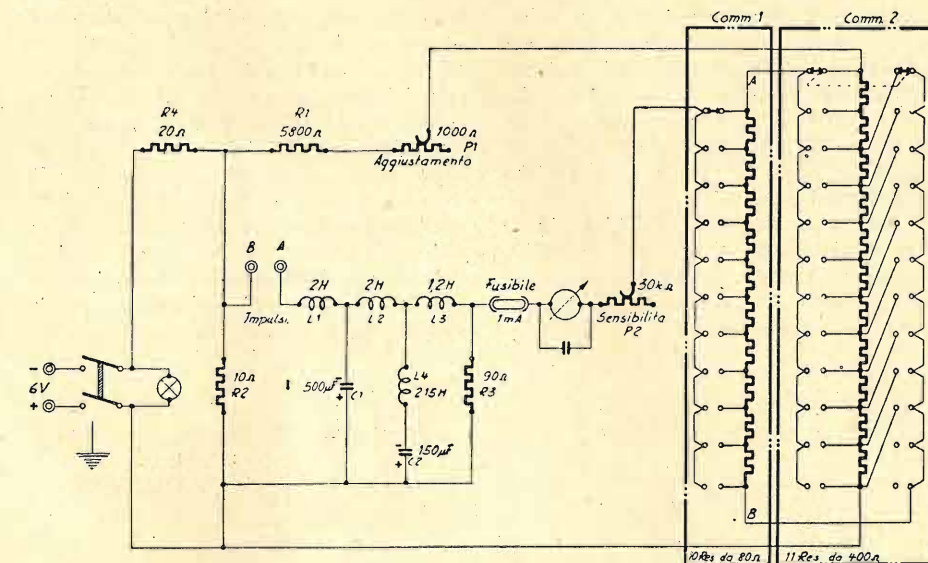 Comm 1
Comm. 2
A
R4
20Ω
R1
5800Ω
1000Ω
P1
Aggiustamento
B
A
Impulsi
2H
L1
2H
L2
1,2H
L3
Fusibile
1mA
30kΩ
Sensibilita
P2
-
6V
+
10Ω
R2
500μF
-
+
C1
L4
215H
-
+
150μF
C2
90Ω
R3
B
10 Res da 80Ω
11 Res. da 400Ω